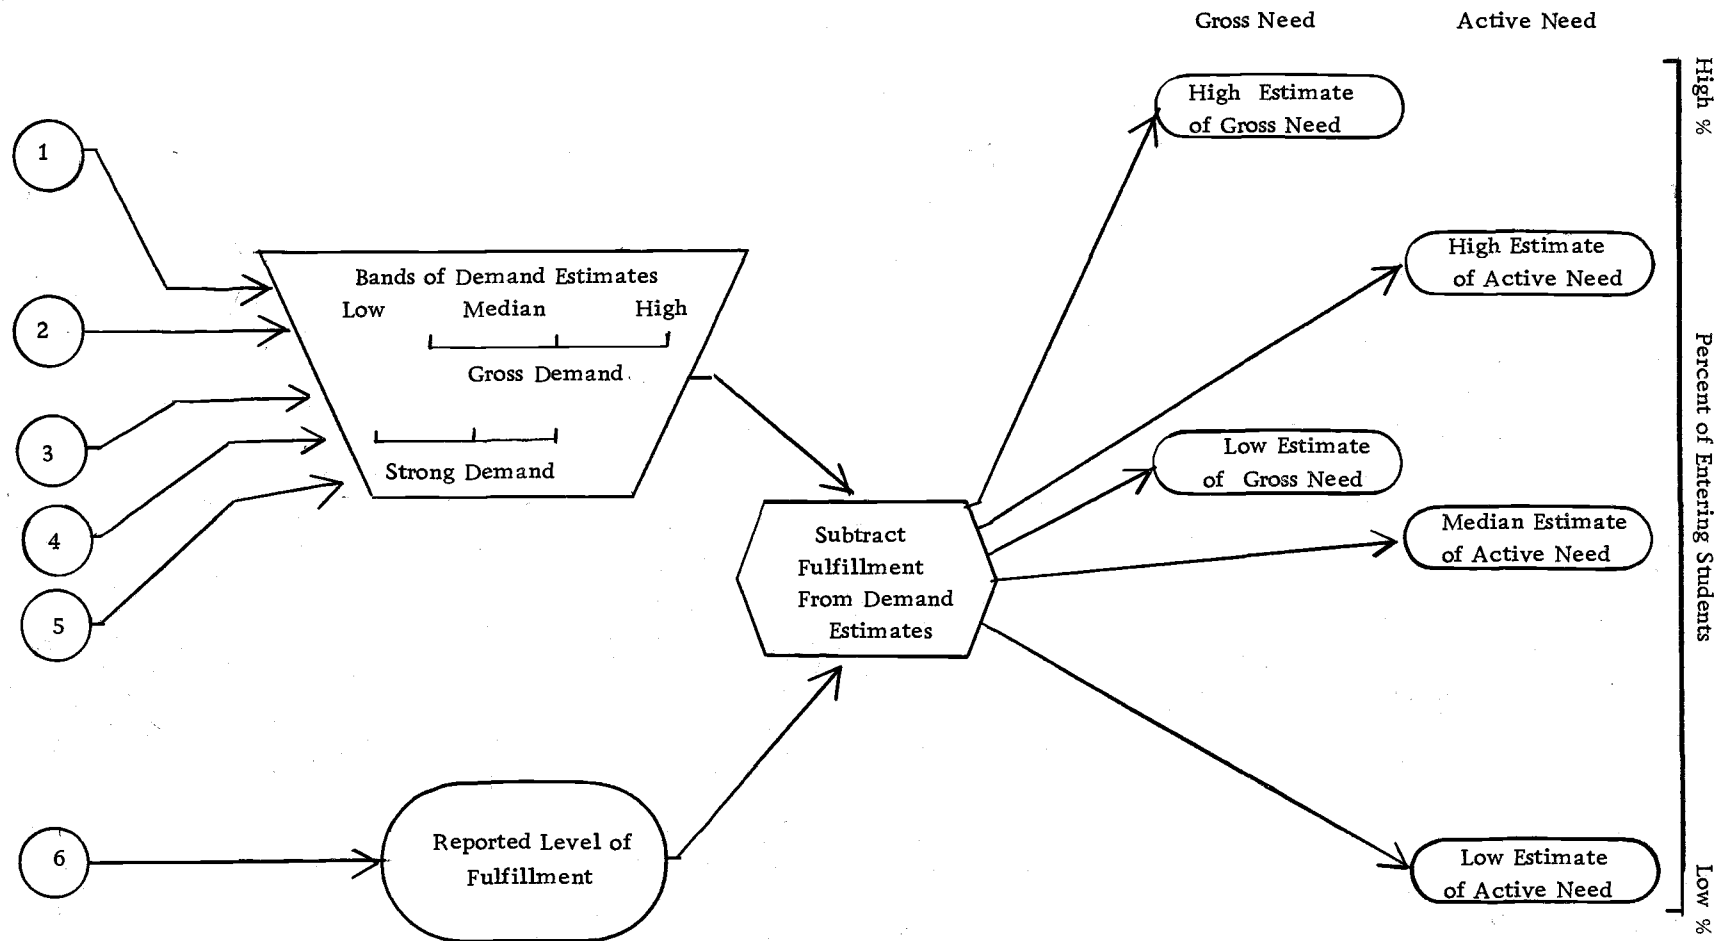 Gross Need
Active Need
High Estimate
of Gross Need
High Estimate
of Active Need
Low Estimate
of Gross Need
Median Estimate
of Active Need
Low Estimate
of Active Need
High %
Percent of Entering Students
Low %
1
2
3
4
5
6
Bands of Demand Estimates
Low Median High
Gross Demand
Strong Demand
Subtract
Fulfillment
From Demand
Estimates
Reported Level of
Fulfillment